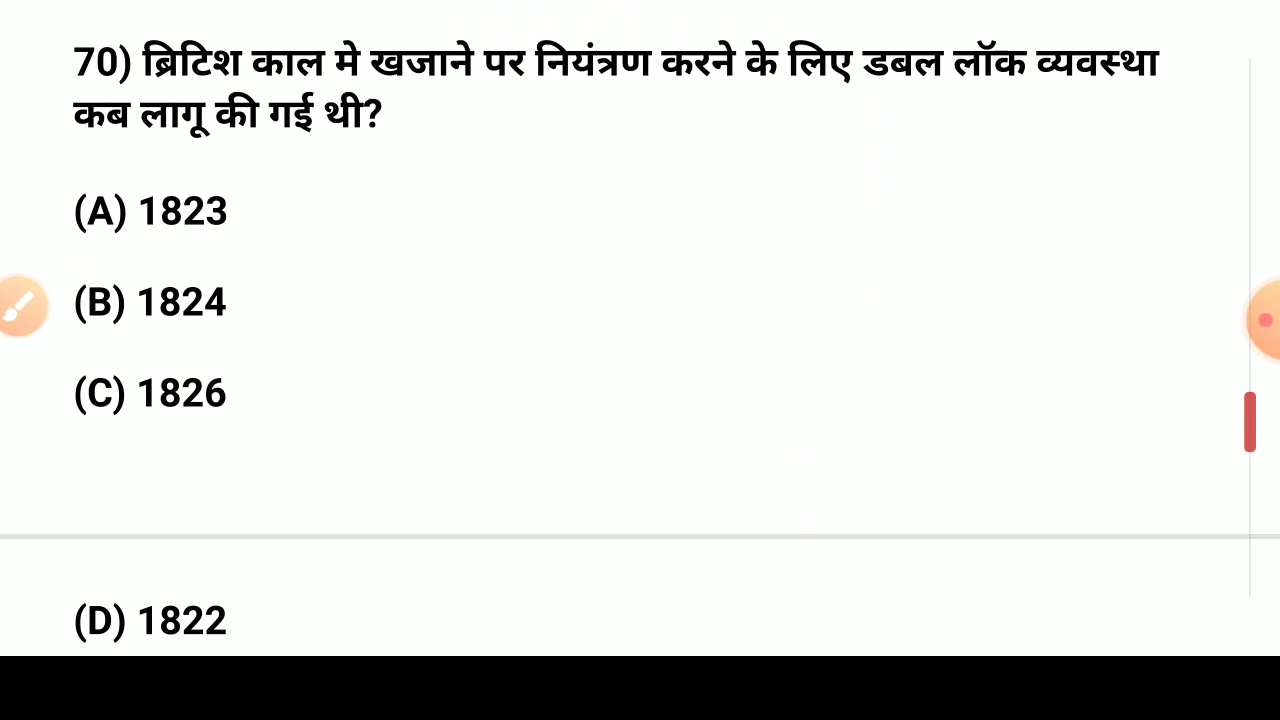 70) ब्रिटिश काल मे खजाने पर नियंत्रण करने के लिए डबल लॉक व्यवस्था
कब लागू की गई थी?
(A) 1823
(B) 1824
(C) 1826
(D) 1822